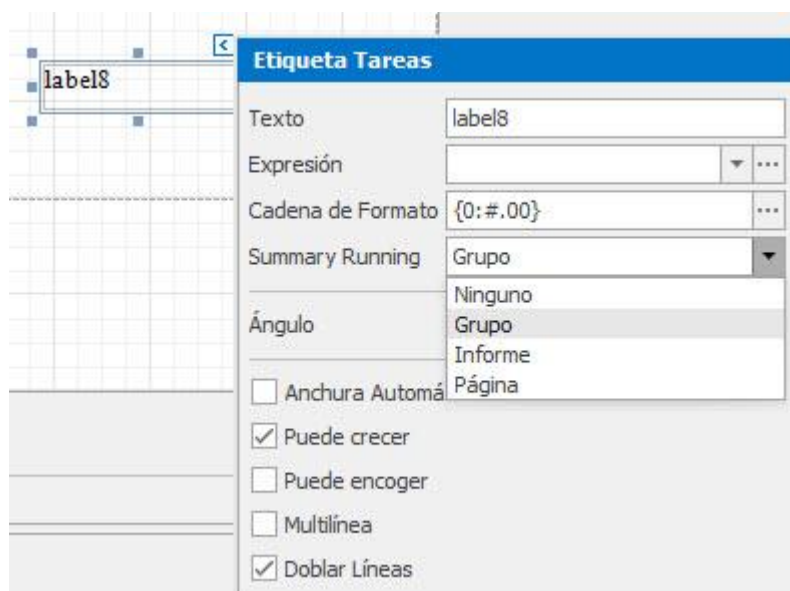 label8
Etiqueta Tareas
Texto label8
Expresión
Cadena de Formato {0:#.00}
Summary Running Grupo
Ninguno
Grupo
Ángulo
Informe
Página
Anchura Automá
Puede crecer
Puede encoger
Multilínea
Doblar Líneas